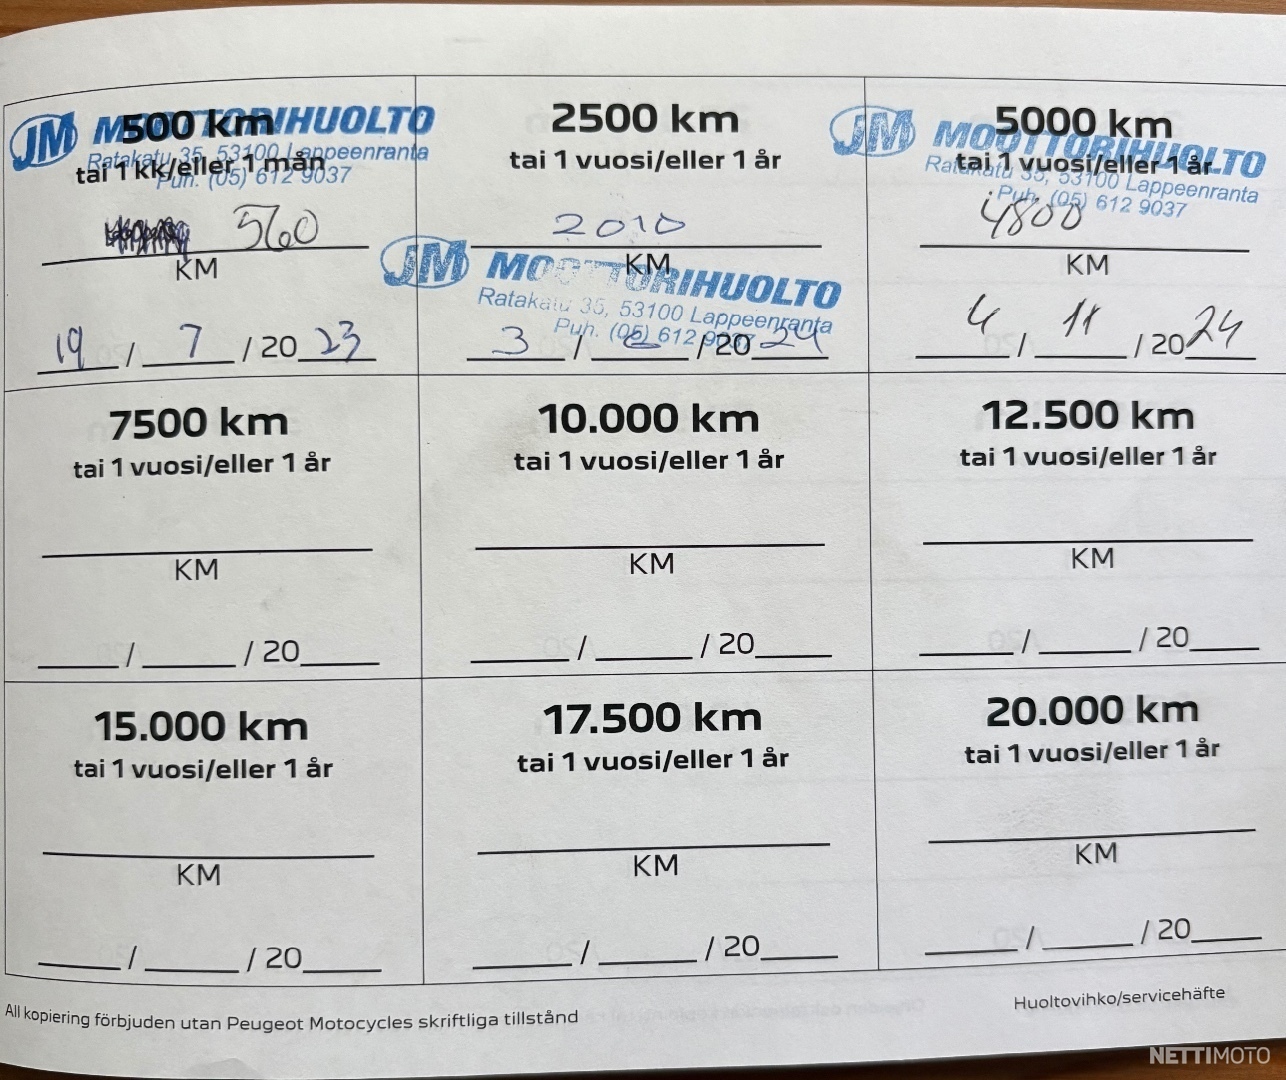 JM MOOTTORIHUOLTO
Ratakatu 35, 53100 Lappeenranta
Puh. (05) 612 9037
500 km
tai 1 kk/eller 1 mån
560
KM
19 / 7 / 20 23
2500 km
tai 1 vuosi/eller 1 år
2010
KM
JM MOOTTORIHUOLTO
Ratakatu 35, 53100 Lappeenranta
Puh. (05) 612 9037
3 / 6 / 20 24
JM MOOTTORIHUOLTO
Ratakatu 35, 53100 Lappeenranta
Puh. (05) 612 9037
5000 km
tai 1 vuosi/eller 1 år
4800
KM
4 / 11 / 20 24
7500 km
tai 1 vuosi/eller 1 år
KM
/ / 20
10.000 km
tai 1 vuosi/eller 1 år
KM
/ / 20
12.500 km
tai 1 vuosi/eller 1 år
KM
/ / 20
15.000 km
tai 1 vuosi/eller 1 år
KM
/ / 20
17.500 km
tai 1 vuosi/eller 1 år
KM
/ / 20
20.000 km
tai 1 vuosi/eller 1 år
KM
/ / 20
All kopiering förbjuden utan Peugeot Motocycles skriftliga tillstånd
Huoltovihko/servicehäfte
NETTIMOTO